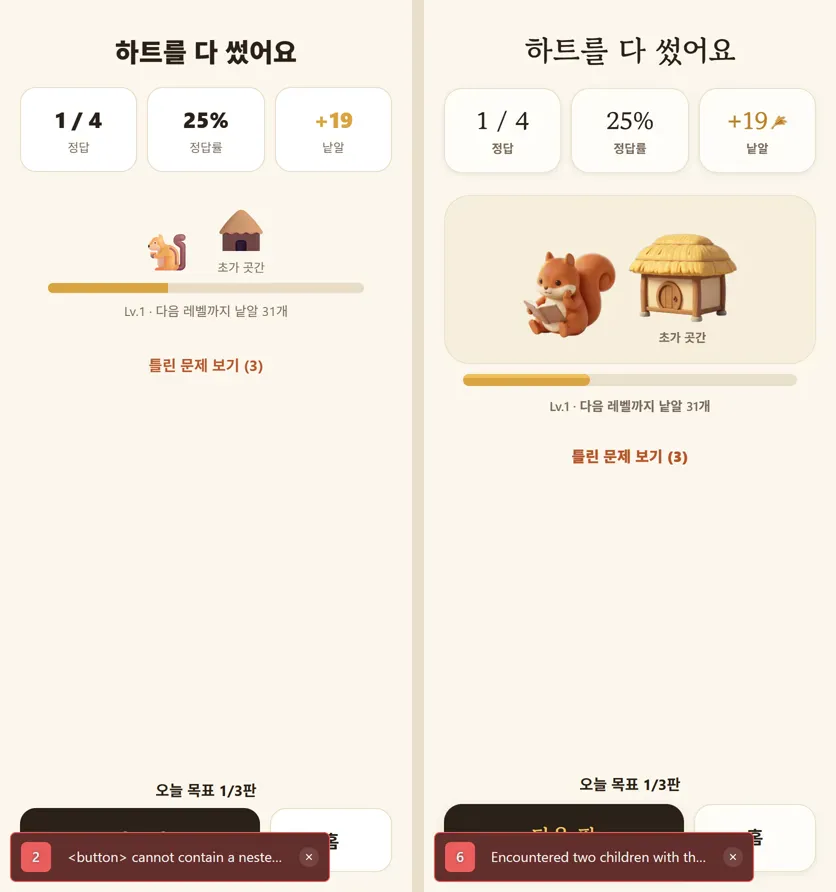 하트를 다 썼어요
1 / 4
정답
25%
정답률
+19
낱알
초가 곳간
Lv.1 · 다음 레벨까지 낱알 31개
틀린 문제 보기 (3)
오늘 목표 1/3판
홈
2
<button> cannot contain a neste...
×
하트를 다 썼어요
1 / 4
정답
25%
정답률
+19
낱알
초가 곳간
Lv.1 · 다음 레벨까지 낱알 31개
틀린 문제 보기 (3)
오늘 목표 1/3판
홈
6
Encountered two children with th...
×